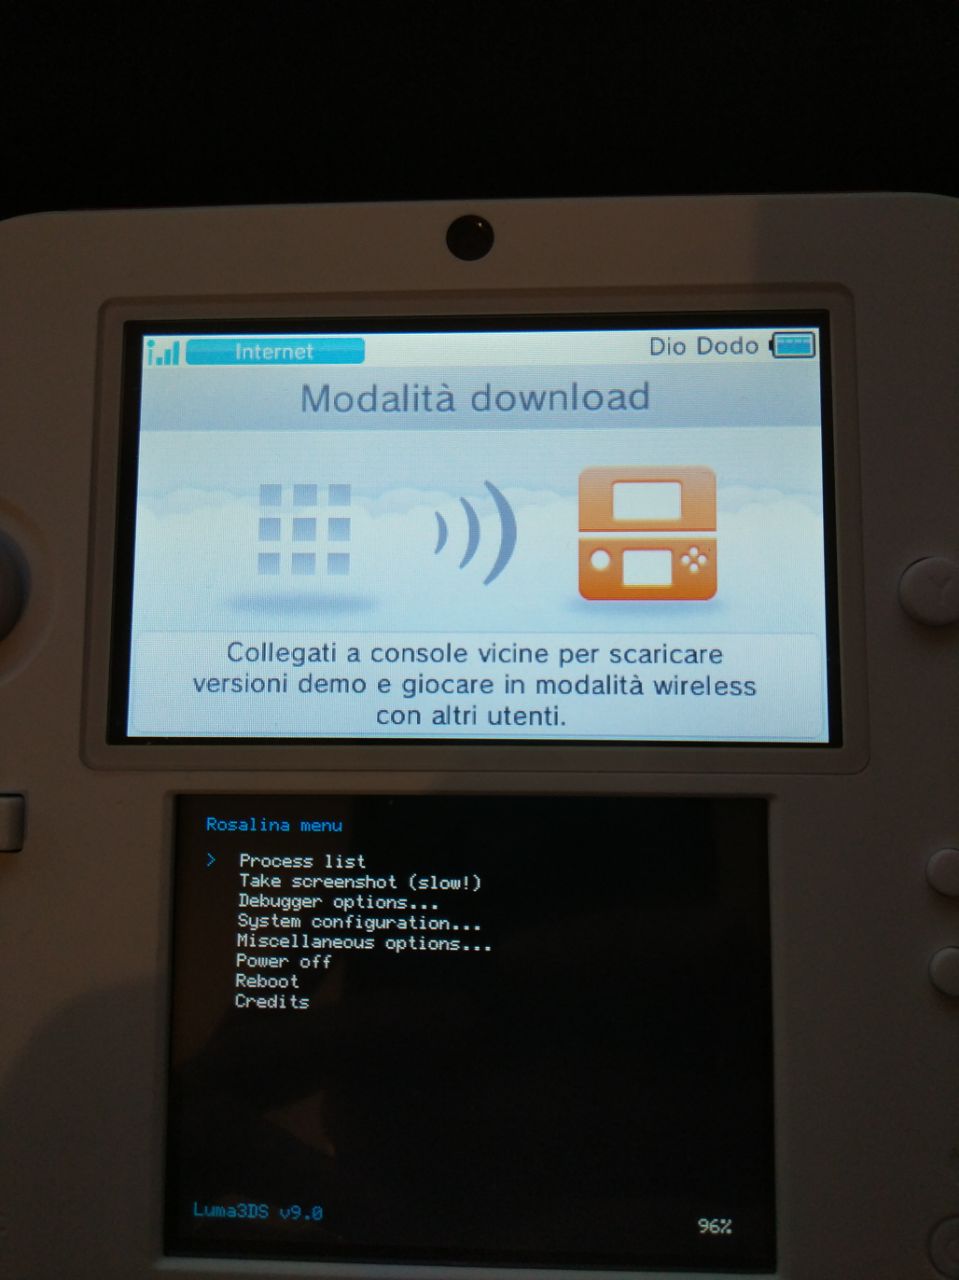 Internet
Dio Dodo
Modalità download
Collegati a console vicine per scaricare
versioni demo e giocare in modalità wireless
con altri utenti.
Rosalina menu
> Process list
Take screenshot (slow!)
Debugger options...
System configuration...
Miscellaneous options...
Power off
Reboot
Credits
Luma3DS v9.0
96%